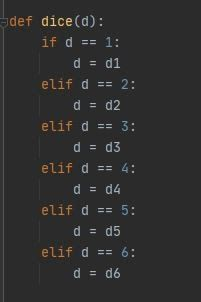 def dice(d):
    if d == 1:
        d = d1
    elif d == 2:
        d = d2
    elif d == 3:
        d = d3
    elif d == 4:
        d = d4
    elif d == 5:
        d = d5
    elif d == 6:
        d = d6